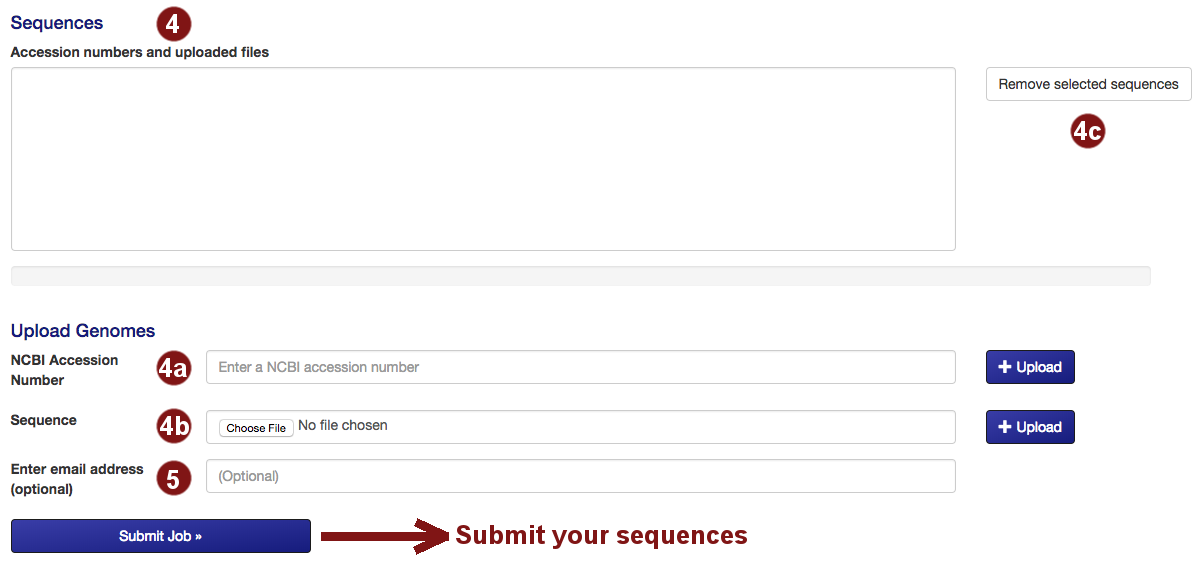 Sequences 4
Accession numbers and uploaded files
Remove selected sequences
4c
Upload Genomes
NCBI Accession
Number
4a
Enter a NCBI accession number
+ Upload
Sequence
4b
Choose File No file chosen
+ Upload
Enter email address
(optional)
5
(Optional)
Submit Job »
Submit your sequences